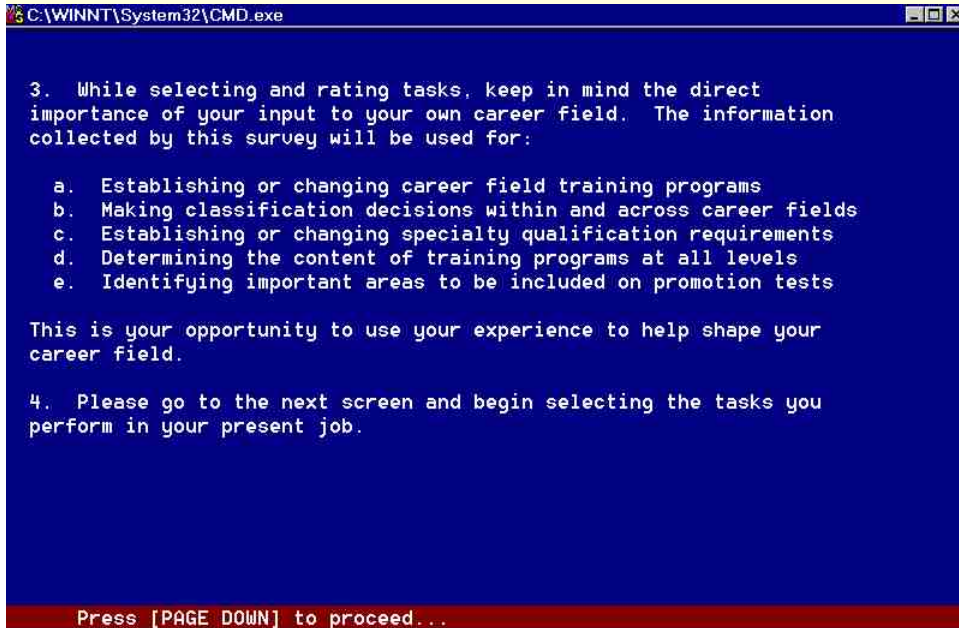 C:\WINNT\System32\CMD.exe
3. While selecting and rating tasks, keep in mind the direct
importance of your input to your own career field. The information
collected by this survey will be used for:
a. Establishing or changing career field training programs
b. Making classification decisions within and across career fields
c. Establishing or changing specialty qualification requirements
d. Determining the content of training programs at all levels
e. Identifying important areas to be included on promotion tests
This is your opportunity to use your experience to help shape your
career field.
4. Please go to the next screen and begin selecting the tasks you
perform in your present job.
Press [PAGE DOWN] to proceed...